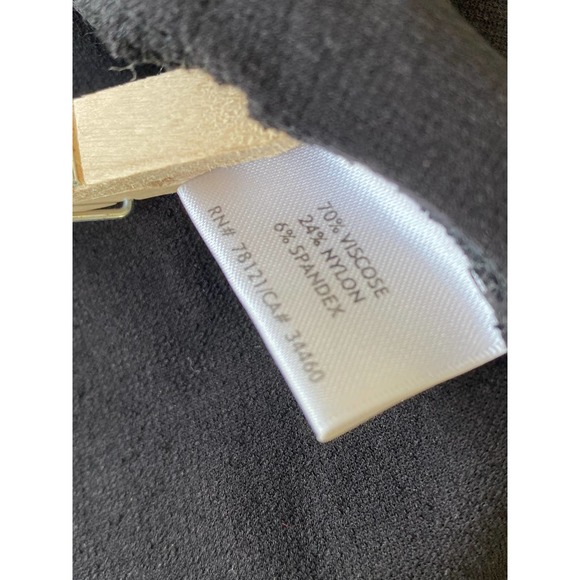 70% VISCOSE
24% NYLON
6% SPANDEX
RN# 78121/CA# 34460